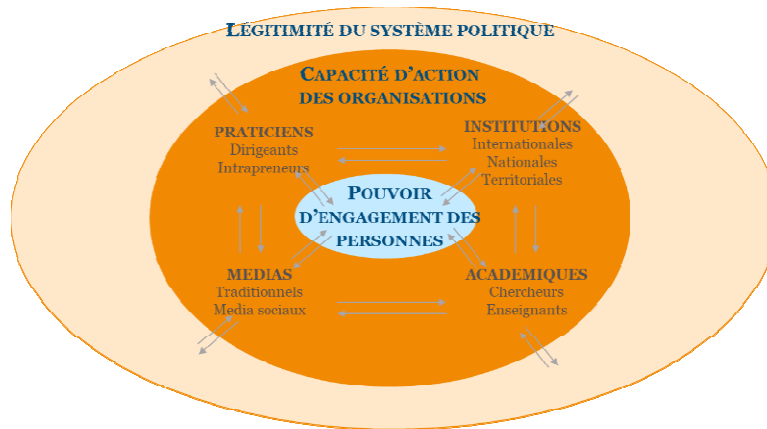 LÉGITIMITÉ DU SYSTÈME POLITIQUE
CAPACITÉ D'ACTION
DES ORGANISATIONS
PRATICIENS
Dirigeants
Intrapreneurs
INSTITUTIONS
Internationales
Nationales
Territoriales
POUVOIR
D'ENGAGEMENT DES
PERSONNES
MEDIAS
Traditionnels
Media sociaux
ACADEMIQUES
Chercheurs
Enseignants